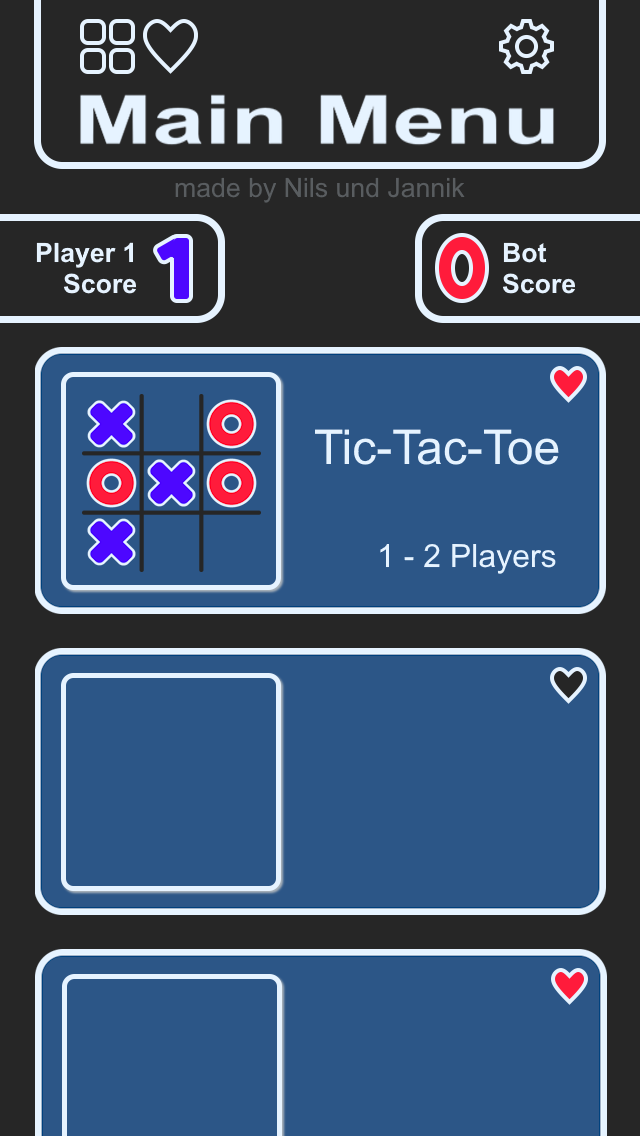 Main Menu
made by Nils und Jannik
Player 1
Score
1
0
Bot
Score
X O
O X O
X
Tic-Tac-Toe
1 - 2 Players